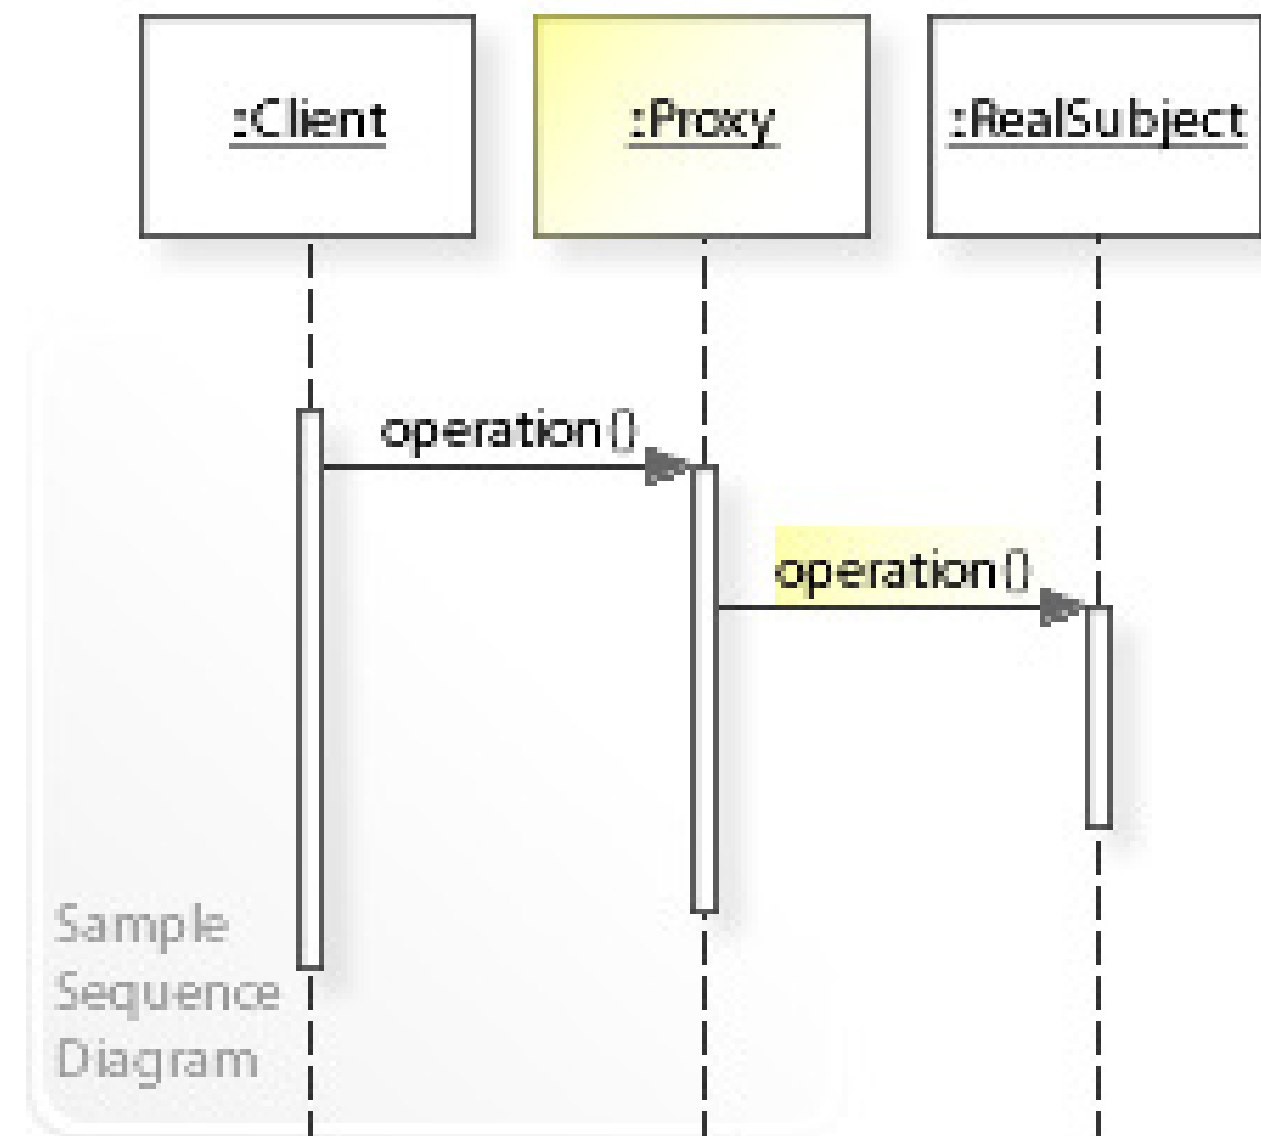 :Client
:Proxy
:RealSubject
operation()
operation()
Sample
Sequence
Diagram